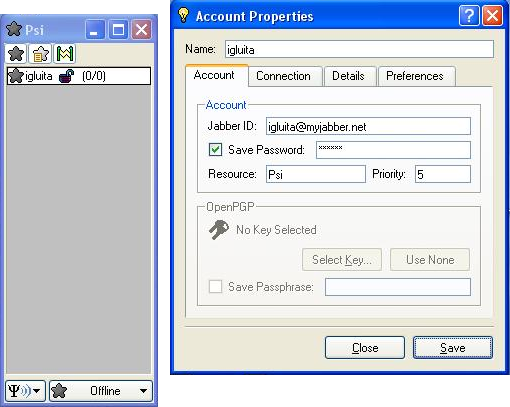 Psi
igluita (0/0)
Ψ Offline
Account Properties
Name: igluita
Account Connection Details Preferences
Account
Jabber ID: igluita@myjabber.net
Save Password: ******
Resource: Psi Priority: 5
OpenPGP
No Key Selected
Select Key... Use None
Save Passphrase:
Close Save